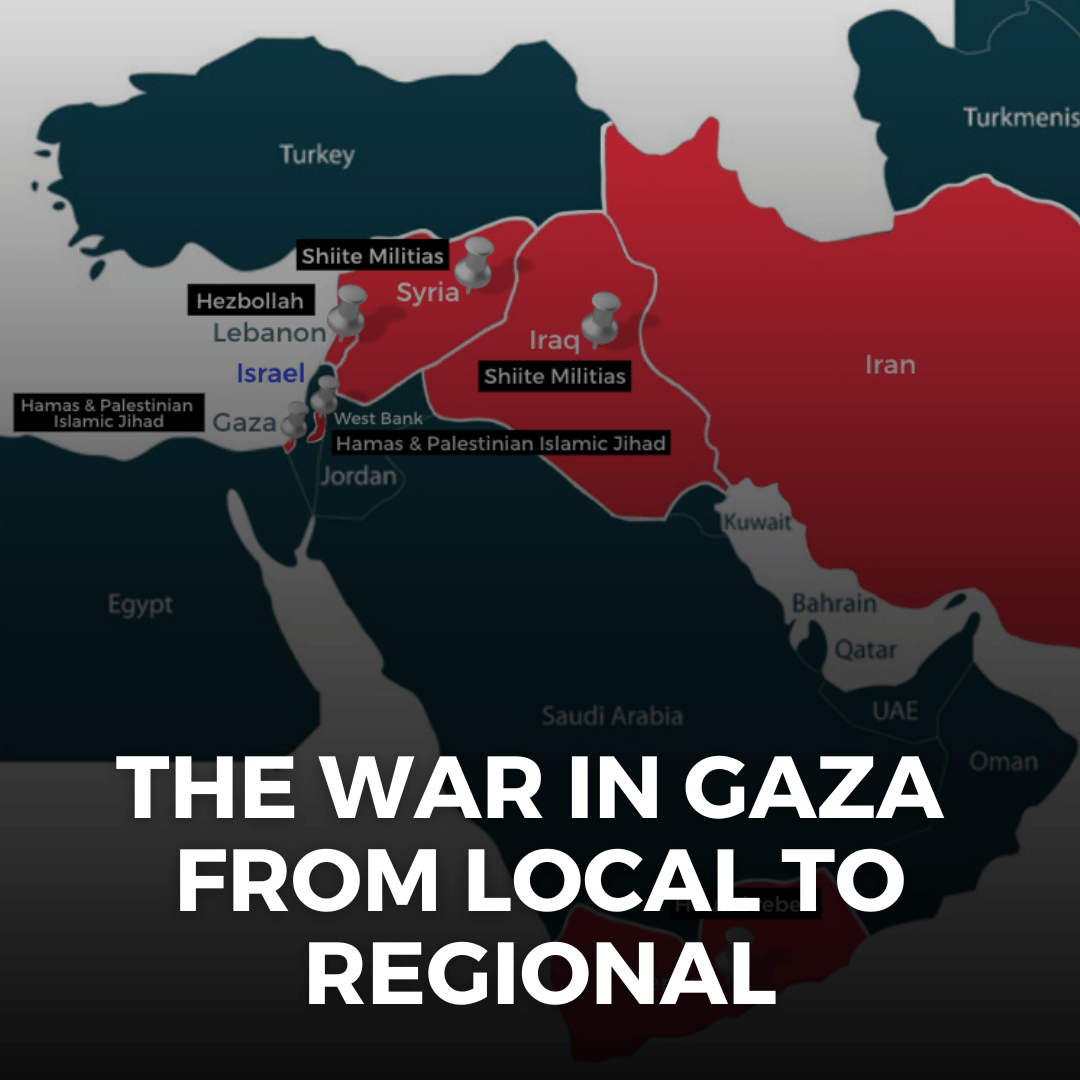 Turkmenis
Turkey
Shiite Militias
Syria
Hezbollah
Lebanon
Iraq
Israel
Iran
Shiite Militias
Hamas & Palestinian
Islamic Jihad
Gaza
West Bank
Hamas & Palestinian Islamic Jihad
Jordan
Kuwait
Egypt
Bahrain
Qatar
Saudi Arabia
UAE
Oman
THE WAR IN GAZA
FROM LOCAL TO
REGIONAL